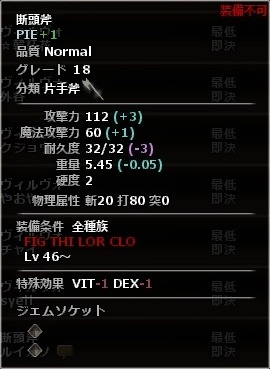 装備不可
断頭斧
PIE+1
品質 Normal
グレード 18
分類 片手斧
攻撃力 112 (+3)
魔法攻撃力 60 (+1)
耐久度 32/32 (-3)
重量 5.45 (-0.05)
硬度 2
物理属性 斬20 打80 突0
装備条件 全種族
FIG THI LOR CLO
Lv 46～
特殊効果 VIT-1 DEX-1
ジェムソケット